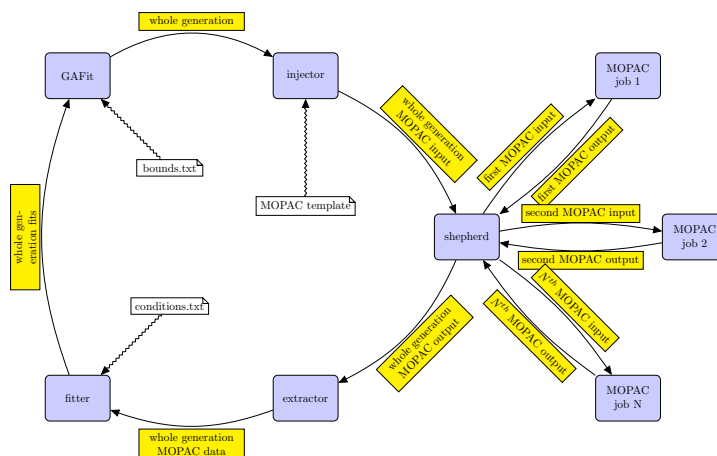 whole generation
GAFit
injector
MOPAC
job 1
whole generation
MOPAC input
first MOPAC input
first MOPAC output
bounds.txt
MOPAC template
second MOPAC input
shepherd
MOPAC
job 2
second MOPAC output
whole gen-
eration fits
N^th MOPAC input
N^th MOPAC output
conditions.txt
whole generation
MOPAC output
fitter
extractor
MOPAC
job N
whole generation
MOPAC data